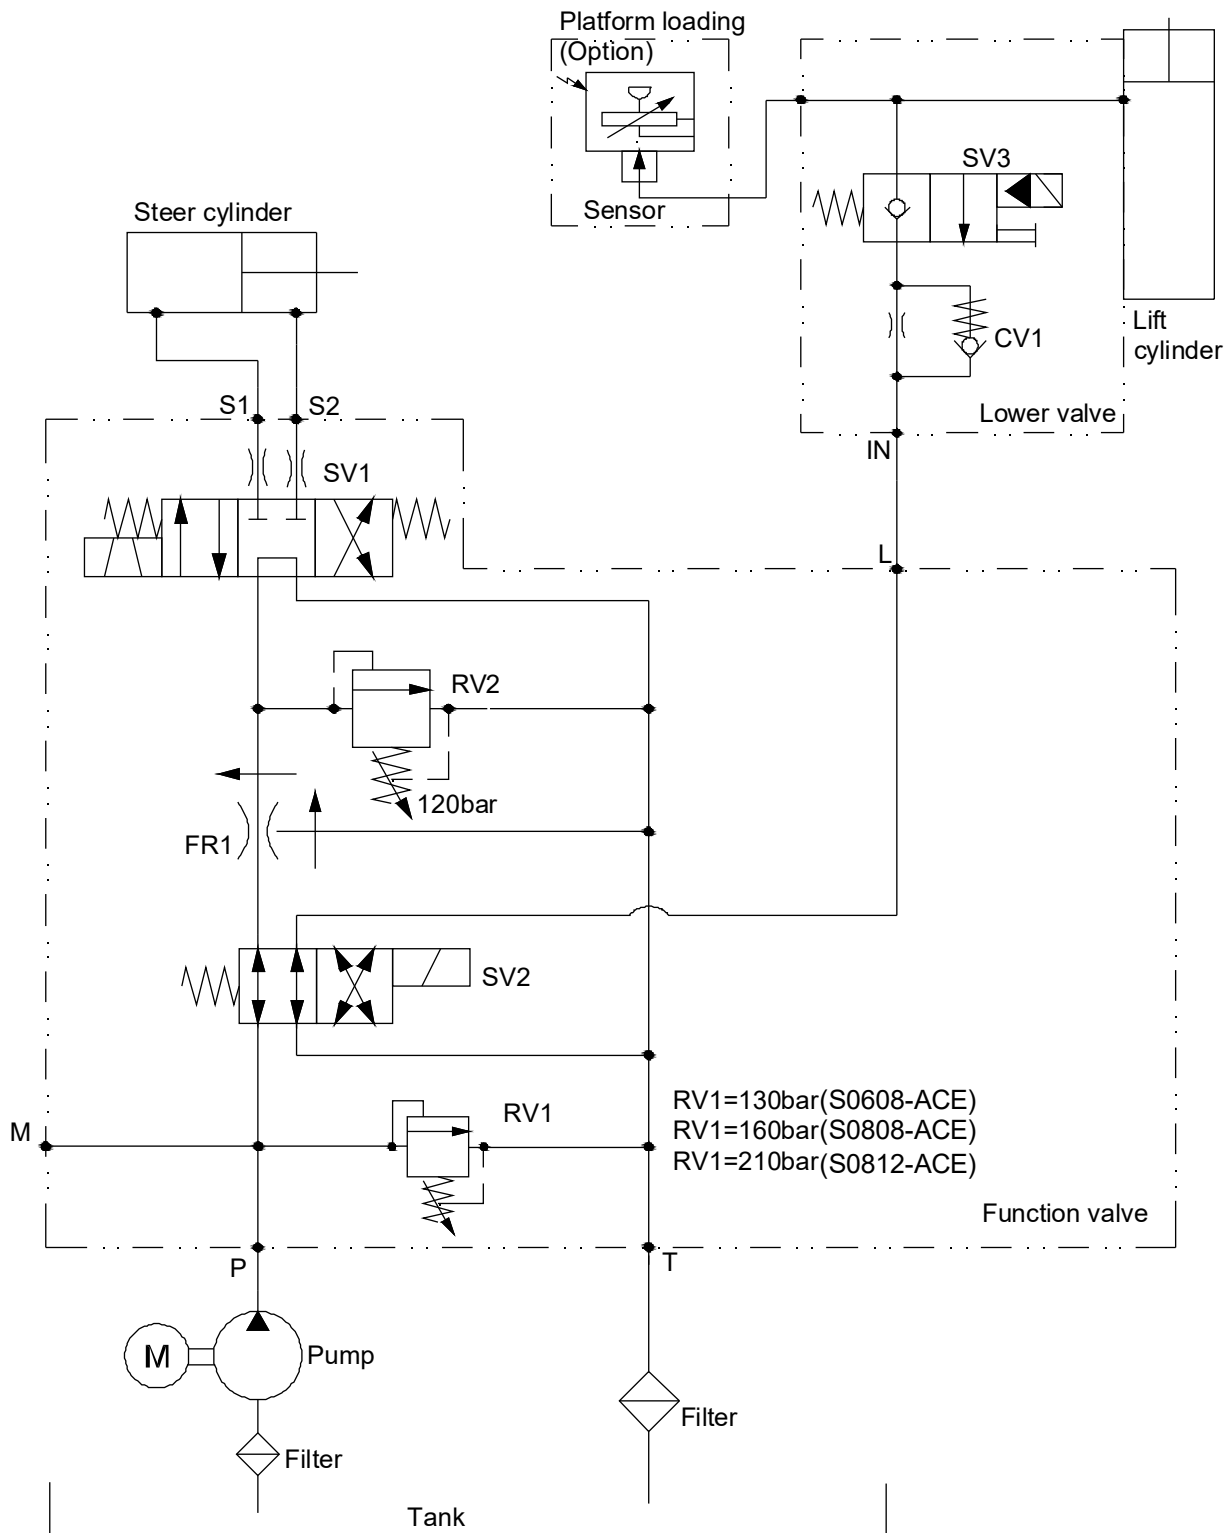 Platform loading
(Option)
Sensor
SV3
CV1
Lift
cylinder
Lower valve
IN
Steer cylinder
S1
S2
SV1
L
RV2
120bar
FR1
SV2
M
RV1
RV1=130bar(S0608-ACE)
RV1=160bar(S0808-ACE)
RV1=210bar(S0812-ACE)
Function valve
P
T
M
Pump
Filter
Filter
Tank